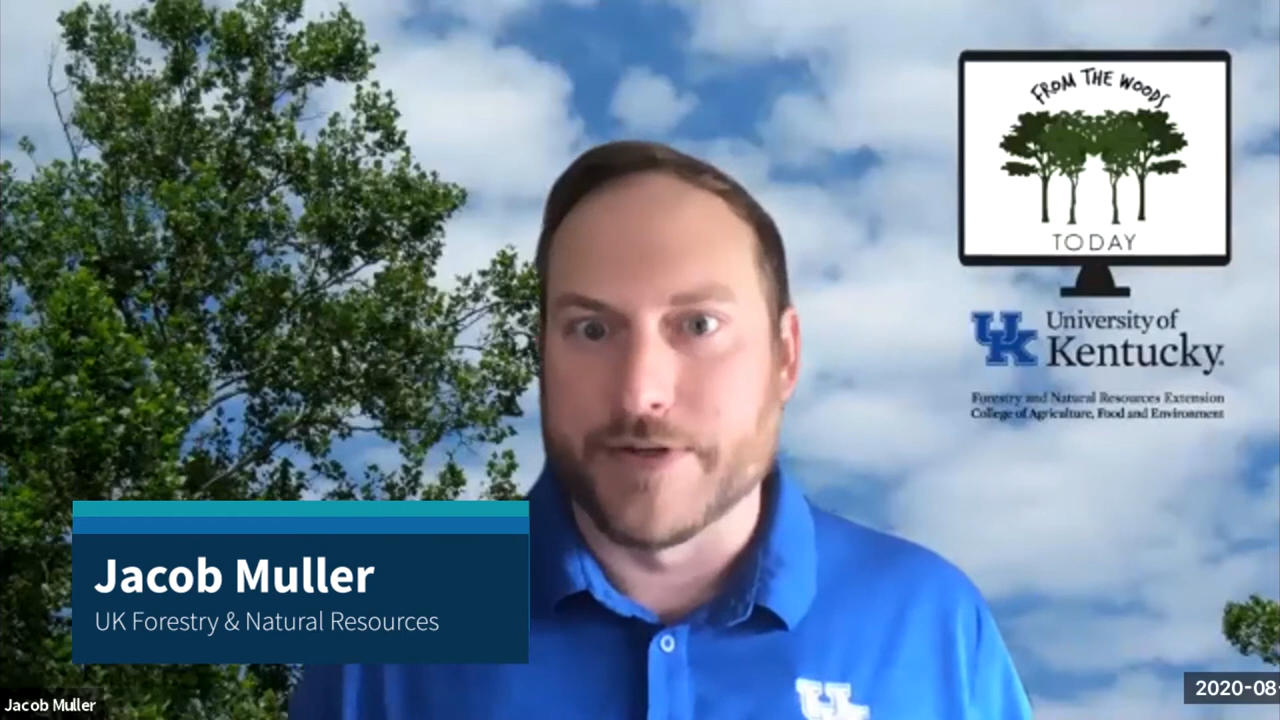 FROM THE WOODS
TODAY
UK University of
Kentucky.
Forestry and Natural Resources Extension
College of Agriculture, Food and Environment
Jacob Muller
UK Forestry & Natural Resources
UK
Jacob Muller
2020-08-